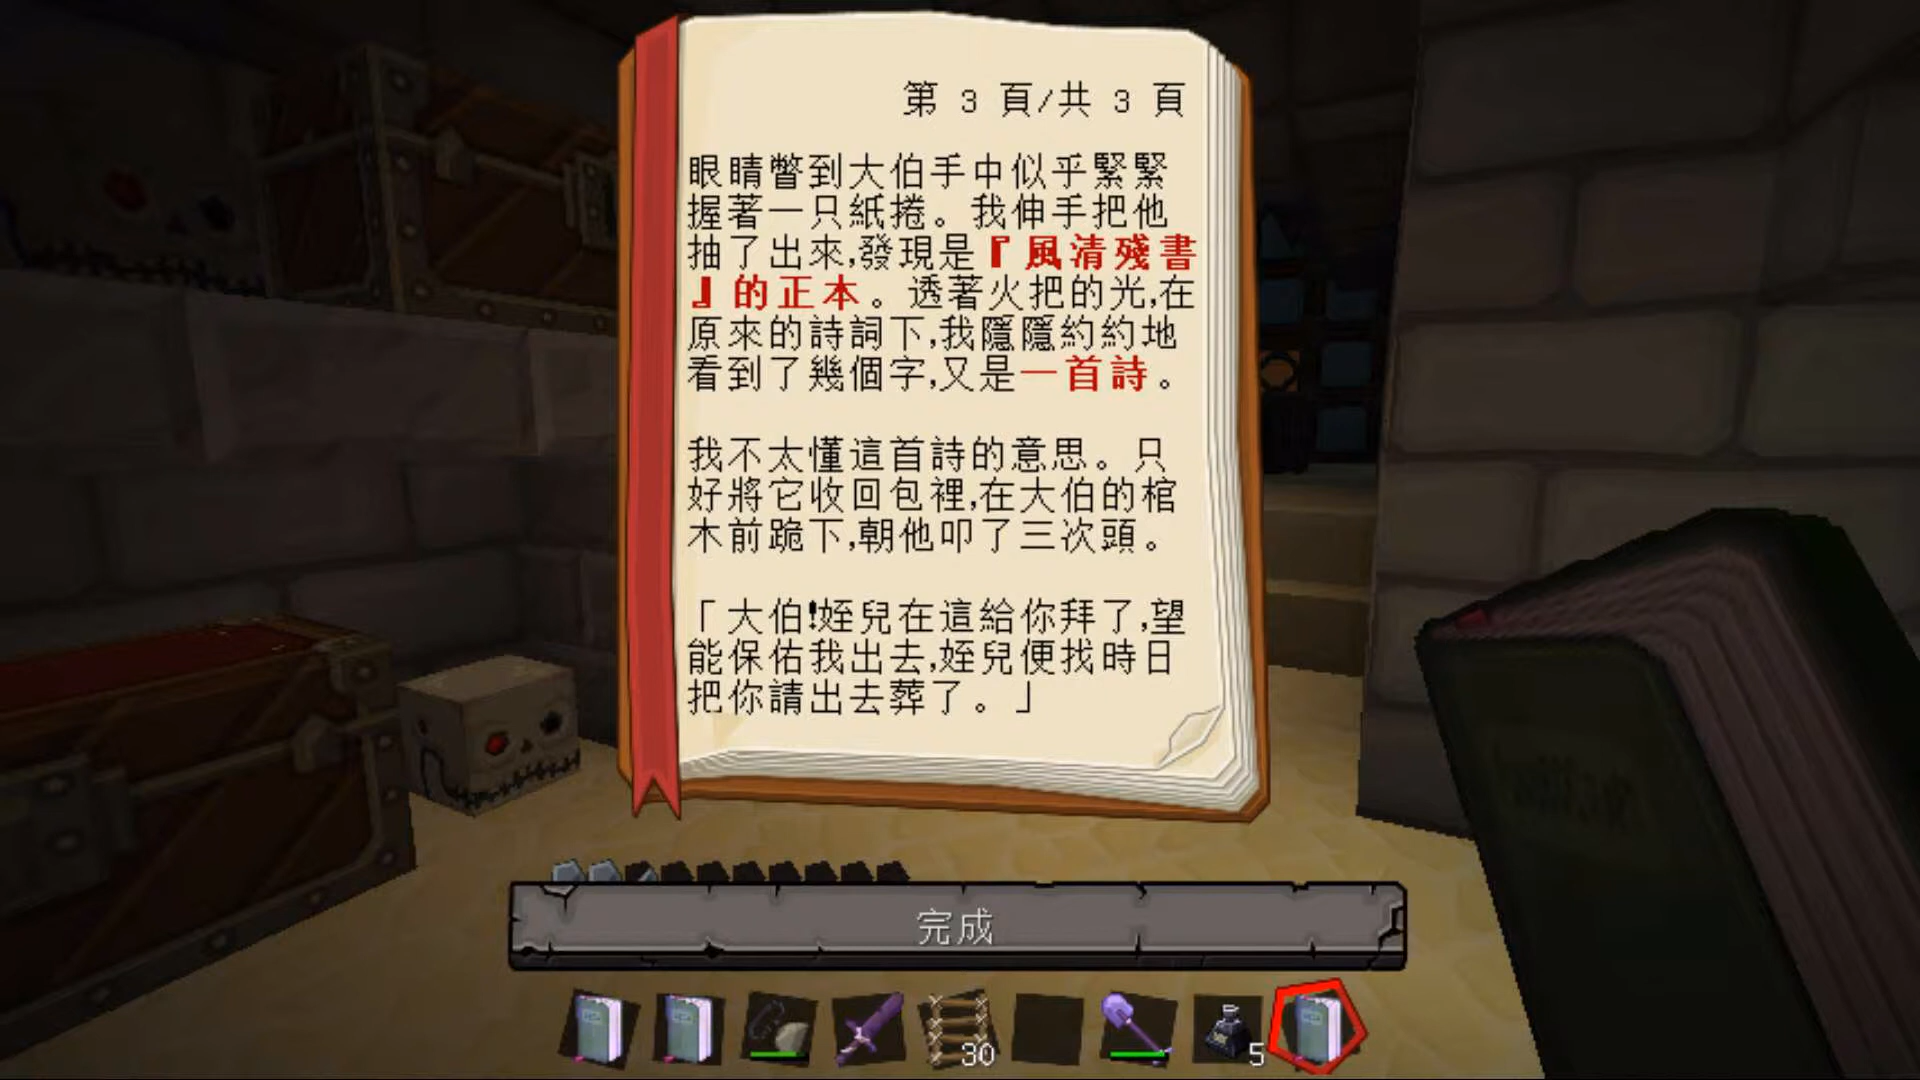 第 3 頁/共 3 頁
眼睛瞥到大伯手中似乎緊緊
握著一只紙捲。我伸手把他
抽了出來,發現是『風清殘書
』的正本。透著火把的光,在
原來的詩詞下,我隱隱約約地
看到了幾個字,又是一首詩。
我不太懂這首詩的意思。只
好將它收回包裡,在大伯的棺
木前跪下,朝他叩了三次頭。
「大伯!姪兒在這給你拜了,望
能保佑我出去,姪兒便找時日
把你請出去葬了。」
完成
30
5